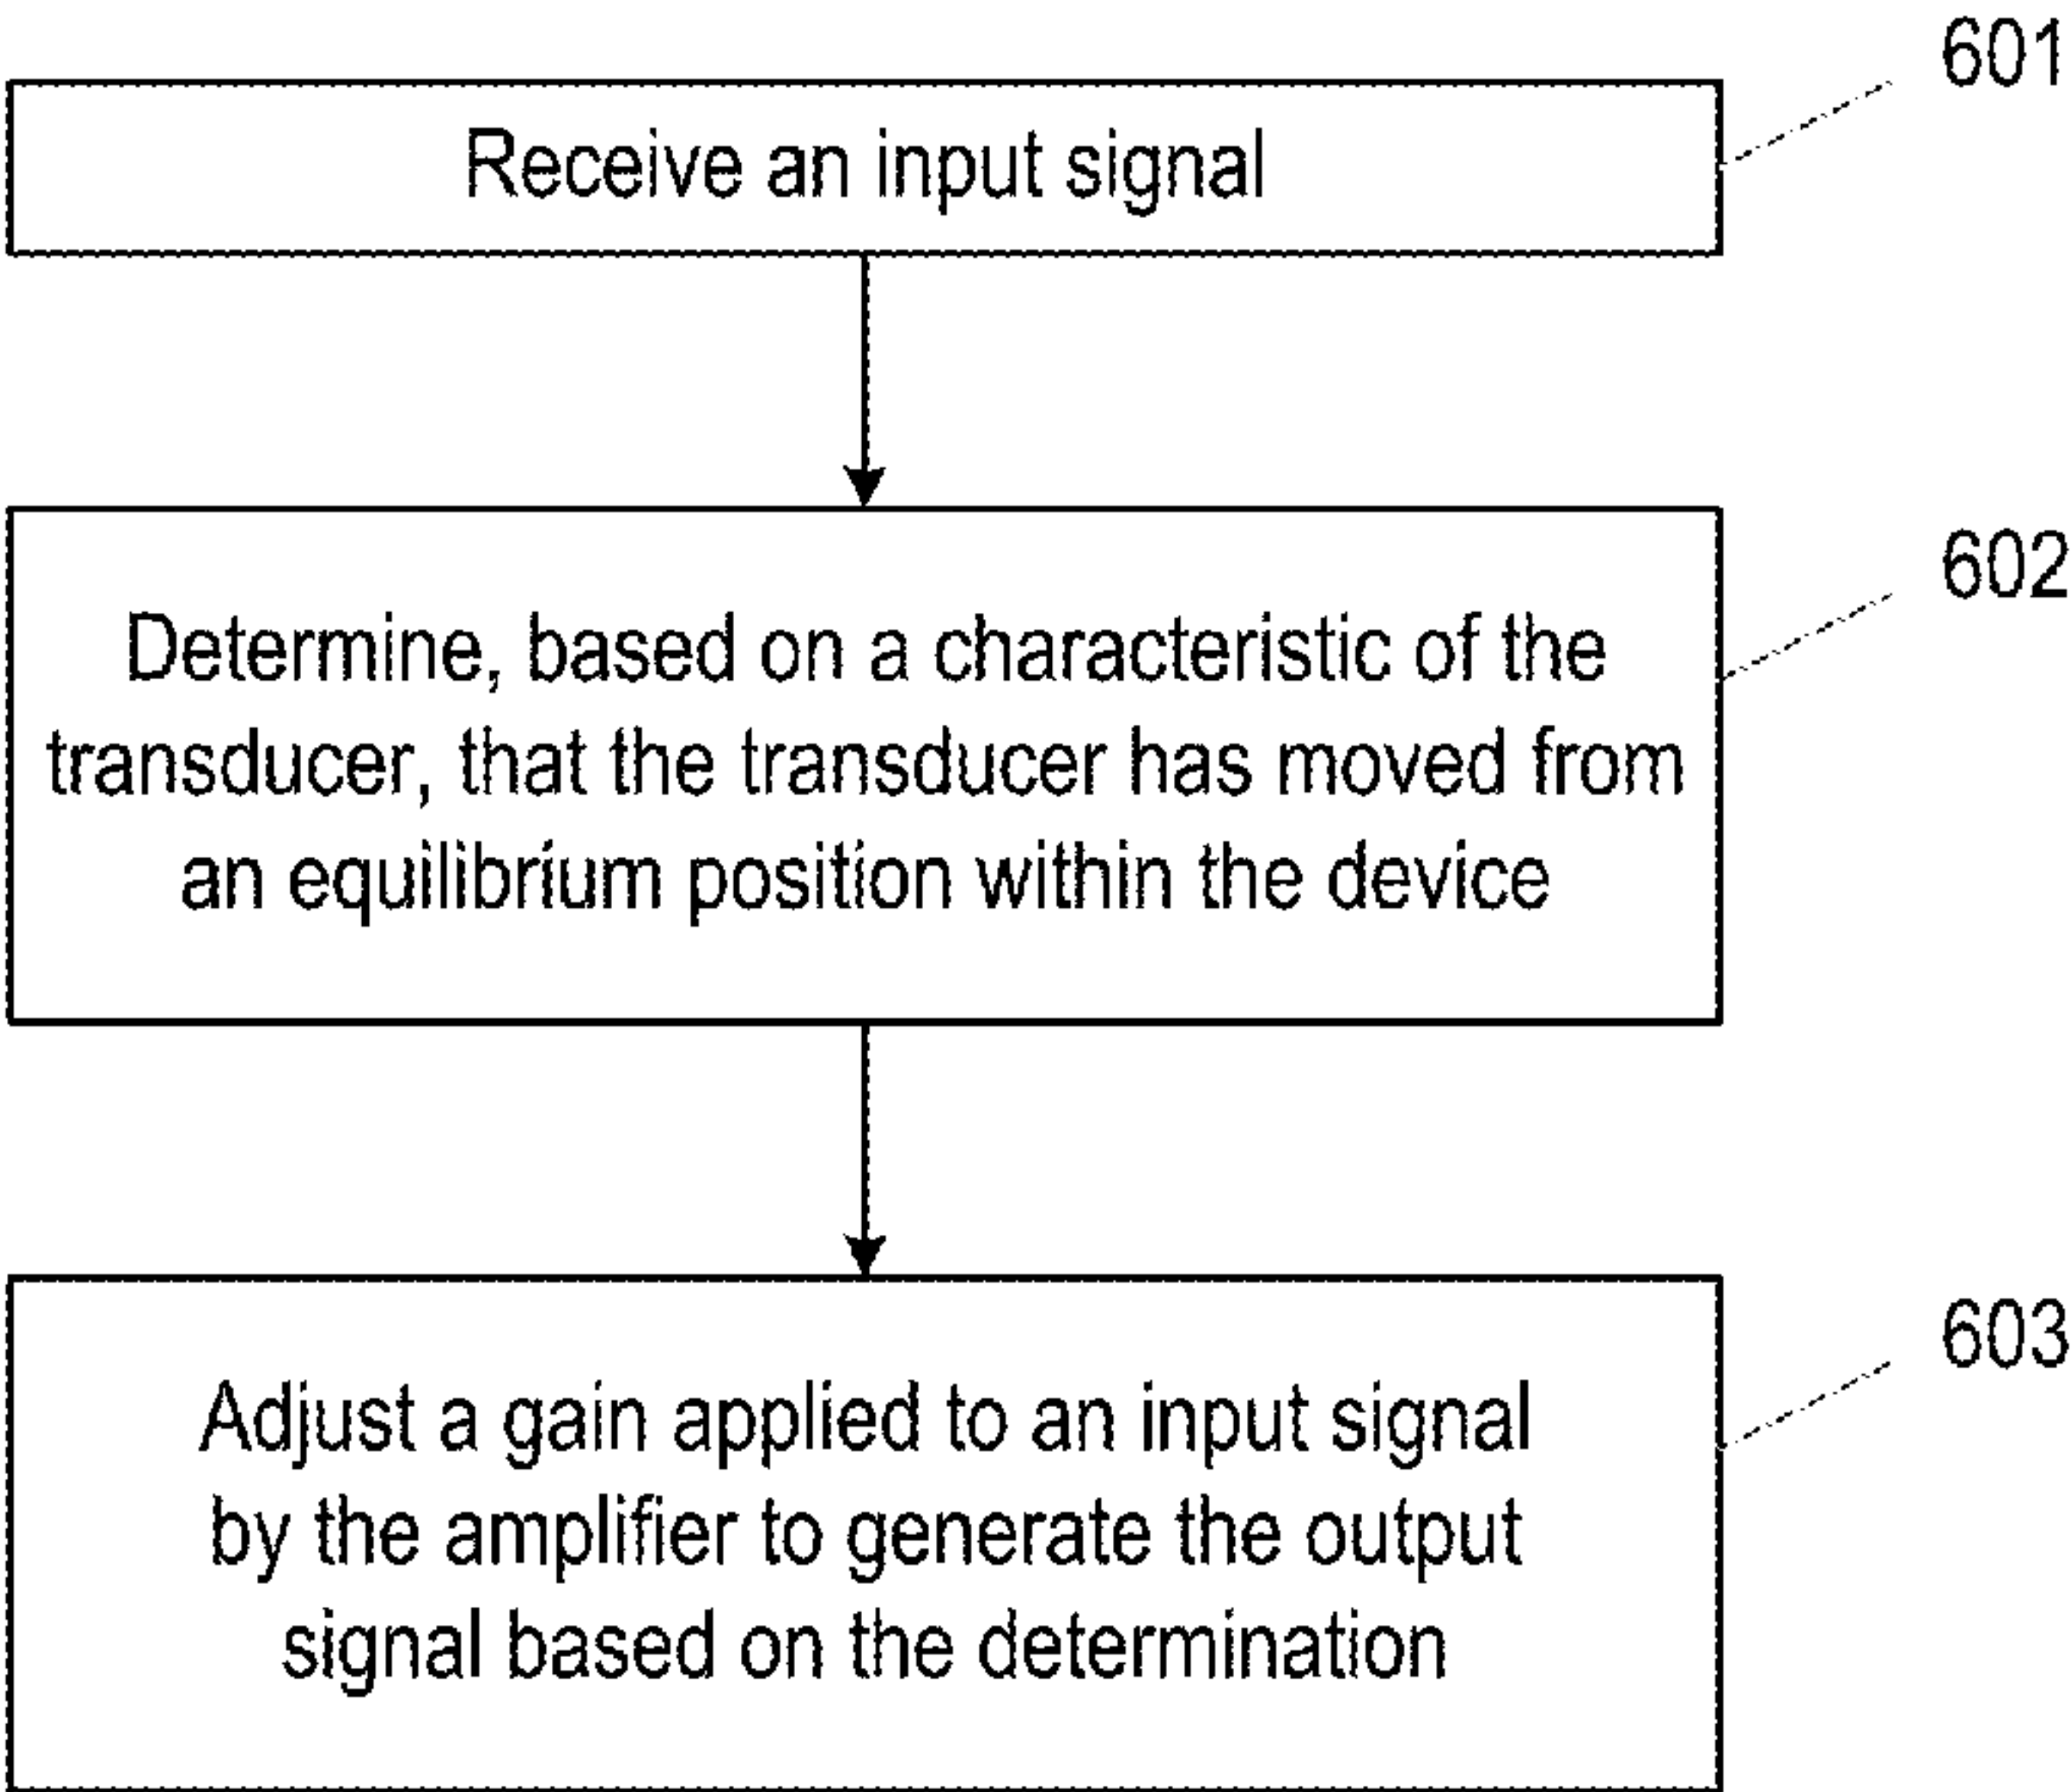 601
Receive an input signal
602
Determine, based on a characteristic of the
transducer, that the transducer has moved from
an equilibrium position within the device
603
Adjust a gain applied to an input signal
by the amplifier to generate the output
signal based on the determination